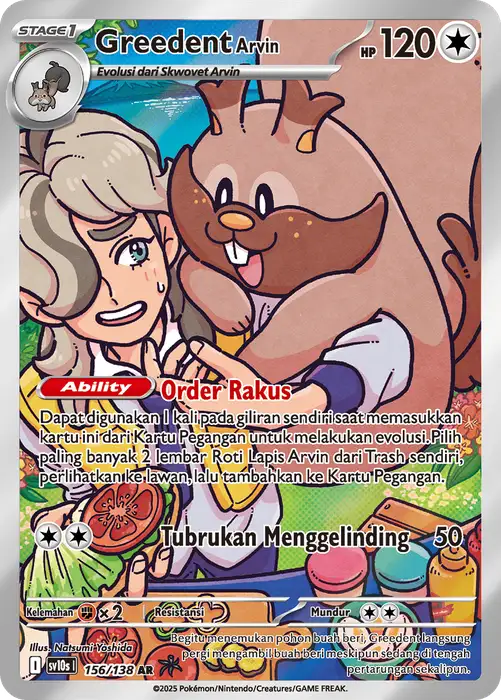 STAGE 1
Greedent Arvin
HP 120
Evolusi dari Skwovet Arvin
Ability Order Rakus
Dapat digunakan 1 kali pada giliran sendiri saat memasukkan
kartu ini dari Kartu Pegangan untuk melakukan evolusi. Pilih
paling banyak 2 lembar Roti Lapis Arvin dari Trash sendiri,
perlihatkan ke lawan, lalu tambahkan ke Kartu Pegangan.
Tubrukan Menggelinding 50
Kelemahan ×2 Resistansi Mundur
Illus. Natsumi Yoshida
I sv10s I 156/138 AR
Begitu menemukan pohon buah beri, Greedent langsung
pergi mengambil buah beri meskipun sedang di tengah
pertarungan sekalipun.
©2025 Pokémon/Nintendo/Creatures/GAME FREAK.